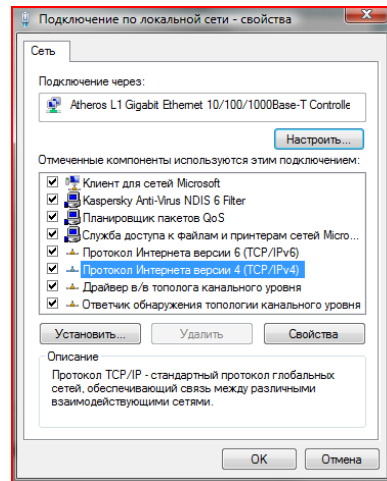 Подключение по локальной сети - свойства
Сеть
Подключение через:
Atheros L1 Gigabit Ethernet 10/100/1000Base-T Controlle
Настроить...
Отмеченные компоненты используются этим подключением:
Клиент для сетей Microsoft
Kaspersky Anti-Virus NDIS 6 Filter
Планировщик пакетов QoS
Служба доступа к файлам и принтерам сетей Micro...
Протокол Интернета версии 6 (TCP/IPv6)
Протокол Интернета версии 4 (TCP/IPv4)
Драйвер в/в тополога канального уровня
Ответчик обнаружения топологии канального уровня
Установить... Удалить Свойства
Описание
Протокол TCP/IP - стандартный протокол глобальных
сетей, обеспечивающий связь между различными
взаимодействующими сетями.
OK Отмена